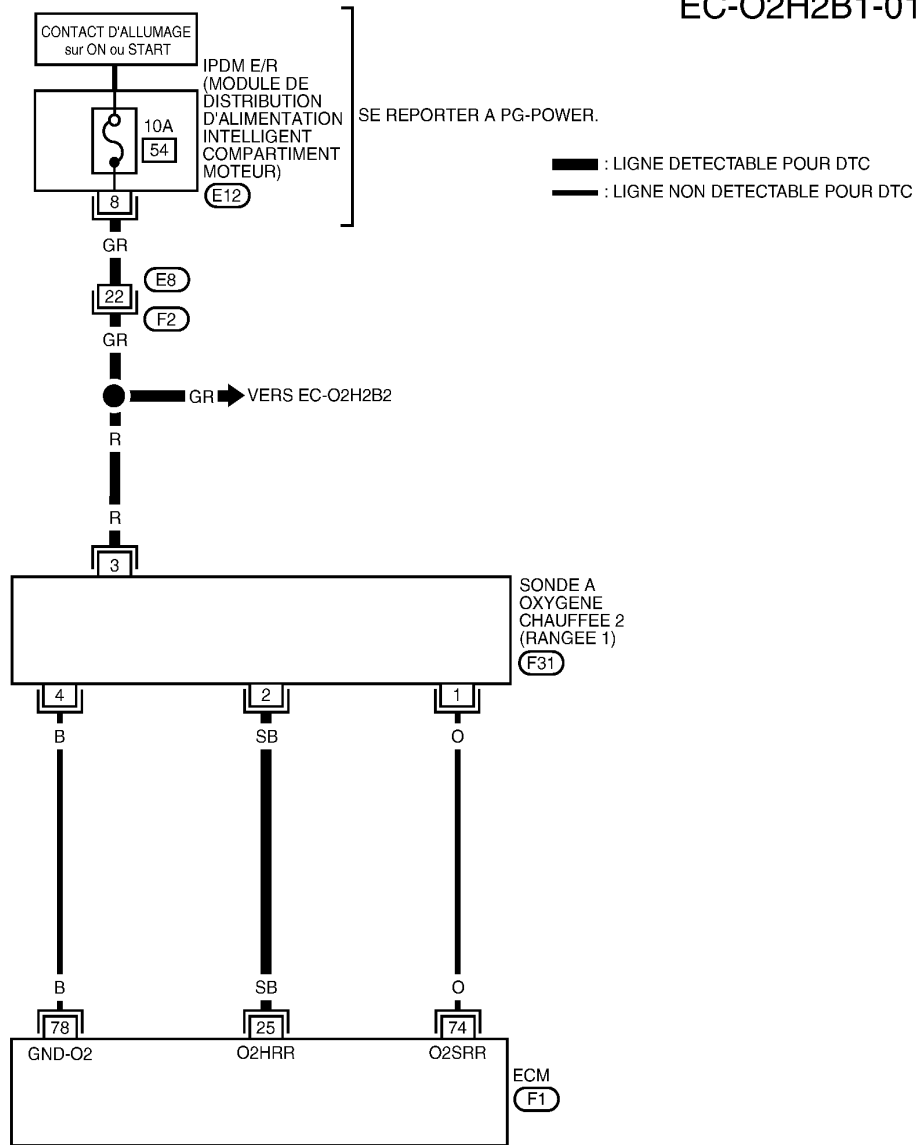 EC-O2H2B1-01
CONTACT D'ALLUMAGE
sur ON ou START
IPDM E/R
(MODULE DE
DISTRIBUTION
D'ALIMENTATION
INTELLIGENT
COMPARTIMENT
MOTEUR)
E12
10A
54
SE REPORTER A PG-POWER.
: LIGNE DETECTABLE POUR DTC
: LIGNE NON DETECTABLE POUR DTC
8
GR
E8
22
F2
GR
GR VERS EC-O2H2B2
R
R
3
SONDE A
OXYGENE
CHAUFFEE 2
(RANGEE 1)
F31
4 2 1
B SB O
B SB O
78 25 74
GND-O2 O2HRR O2SRR
ECM
F1